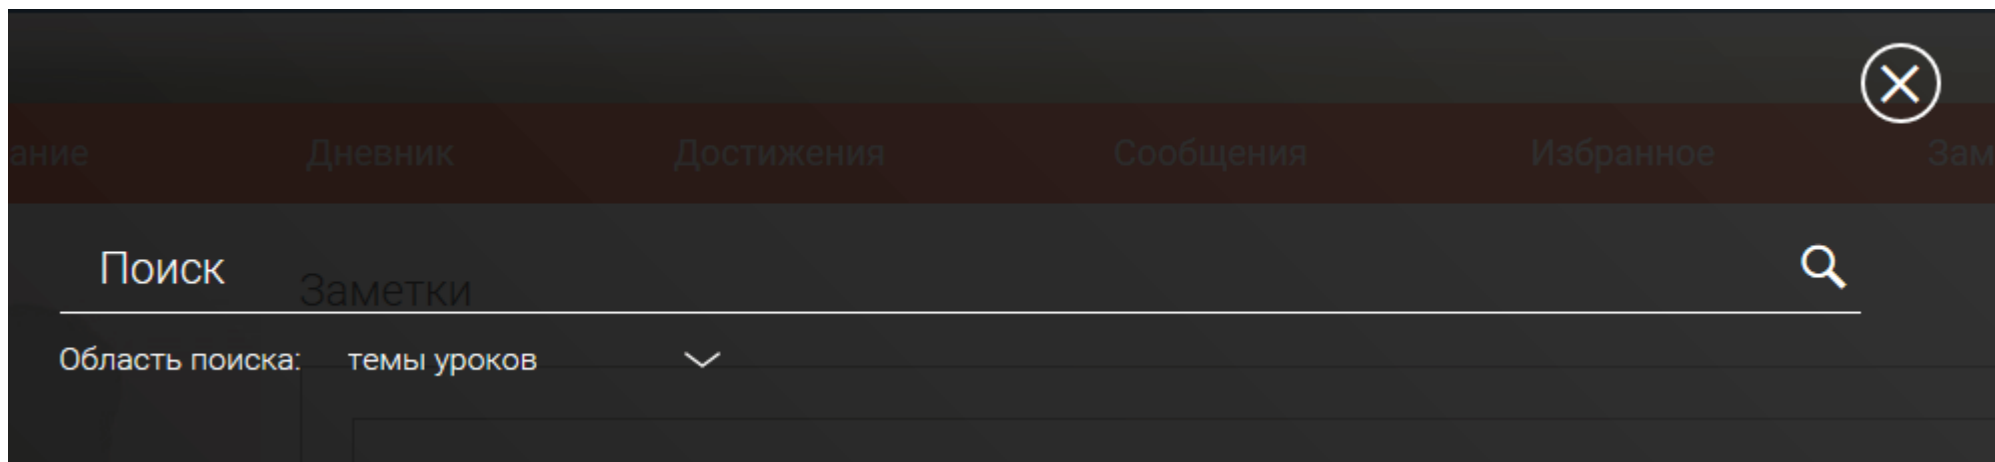 ание Дневник Достижения Сообщения Избранное Зам
Поиск
Заметки
Область поиска: темы уроков